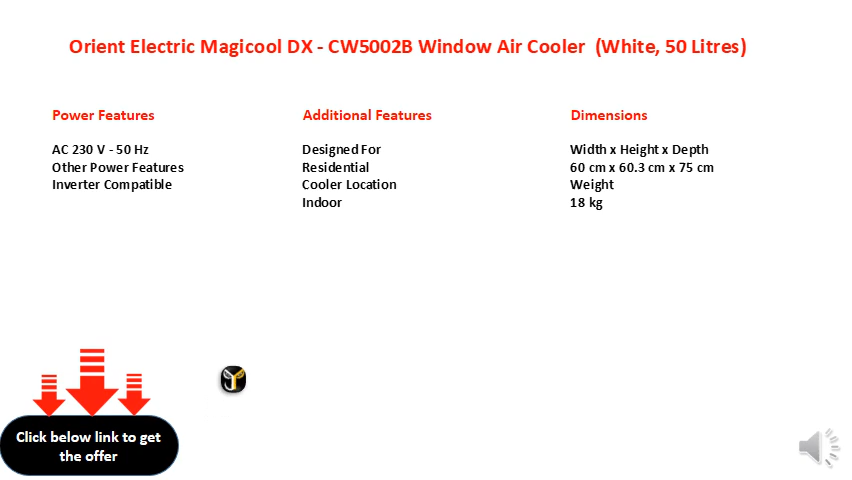 Orient Electric Magicool DX - CW5002B Window Air Cooler (White, 50 Litres)
Power Features
AC 230 V - 50 Hz
Other Power Features
Inverter Compatible
Additional Features
Designed For
Residential
Cooler Location
Indoor
Dimensions
Width x Height x Depth
60 cm x 60.3 cm x 75 cm
Weight
18 kg
Click below link to get
the offer